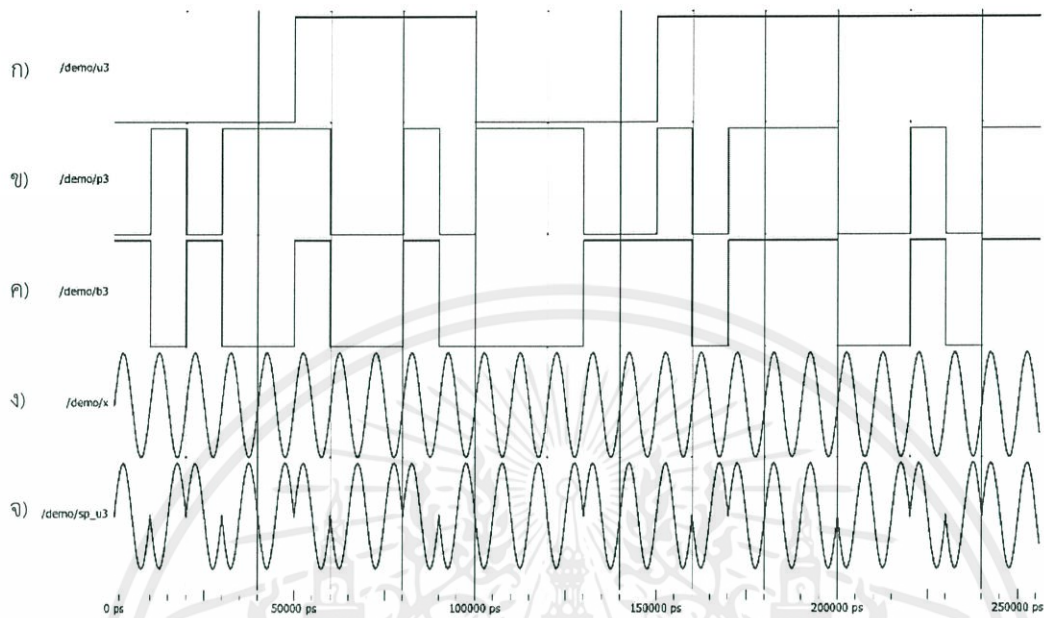 ก) /demo/u3
ข) /demo/p3
ค) /demo/b3
ง) /demo/x
จ) /demo/sp_u3
0 ps 50000 ps 100000 ps 150000 ps 200000 ps 250000 ps